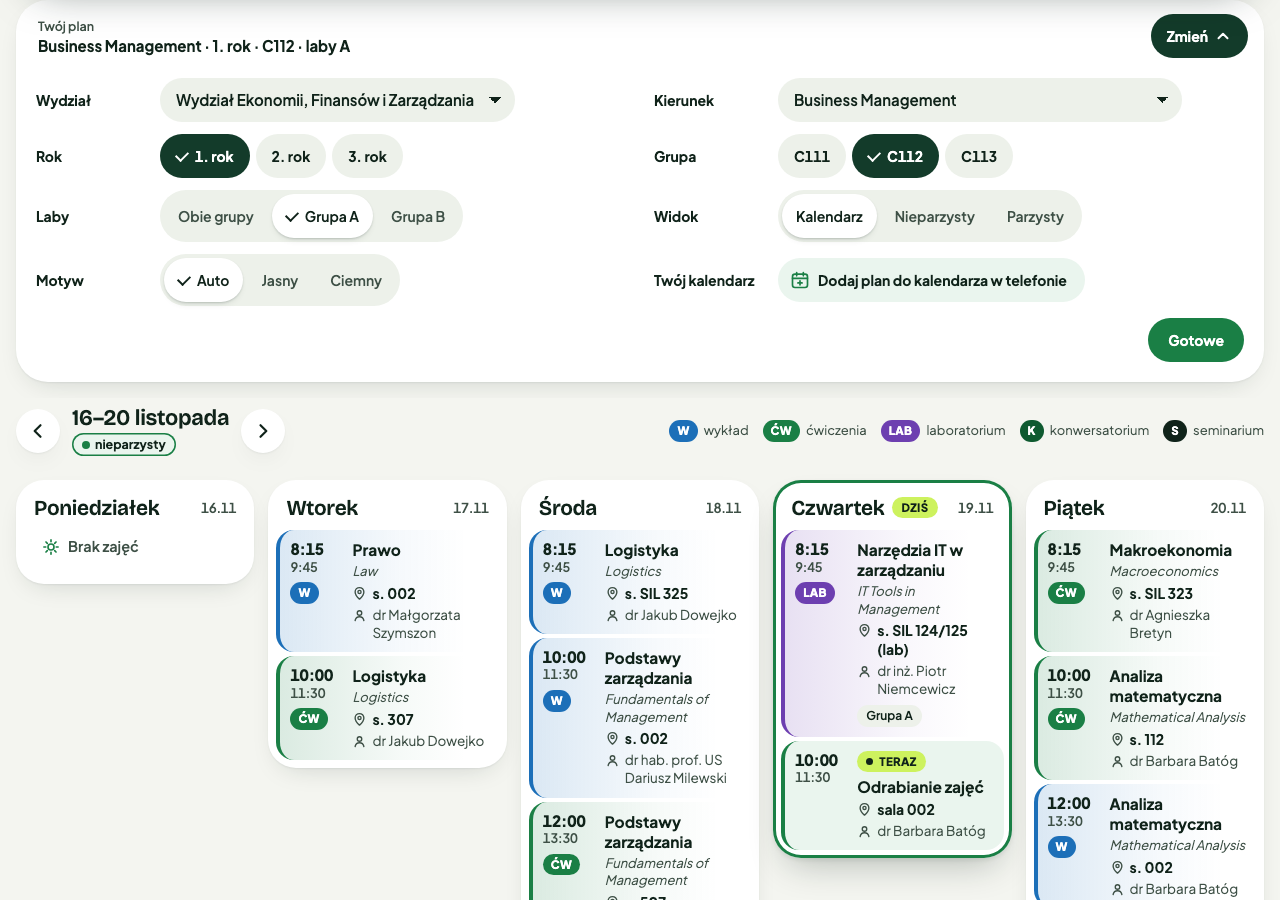 Twój plan
Business Management · 1. rok · C112 · laby A
Zmień
Wydział
Wydział Ekonomii, Finansów i Zarządzania
Kierunek
Business Management
Rok
1. rok
2. rok
3. rok
Grupa
C111
C112
C113
Laby
Obie grupy
Grupa A
Grupa B
Widok
Kalendarz
Nieparzysty
Parzysty
Motyw
Auto
Jasny
Ciemny
Twój kalendarz
Dodaj plan do kalendarza w telefonie
Gotowe
16–20 listopada
nieparzysty
W wykład
ĆW ćwiczenia
LAB laboratorium
K konwersatorium
S seminarium
Poniedziałek 16.11
Brak zajęć
Wtorek 17.11
8:15
9:45
W
Prawo
Law
s. 002
dr Małgorzata
Szymson
10:00
11:30
ĆW
Logistyka
Logistics
s. 307
dr Jakub Dowejko
Środa 18.11
8:15
9:45
W
Logistyka
Logistics
s. SIL 325
dr Jakub Dowejko
10:00
11:30
W
Podstawy
zarządzania
Fundamentals of
Management
s. 002
dr hab. prof. US
Dariusz Milewski
12:00
13:30
ĆW
Podstawy
zarządzania
Fundamentals of
Management
Czwartek DZIŚ 19.11
8:15
9:45
LAB
Narzędzia IT w
zarządzaniu
IT Tools in
Management
s. SIL 124/125
(lab)
dr inż. Piotr
Niemcewicz
Grupa A
10:00
11:30
TERAZ
Odrabianie zajęć
sala 002
dr Barbara Batóg
Piątek 20.11
8:15
9:45
ĆW
Makroekonomia
Macroeconomics
s. SIL 323
dr Agnieszka
Bretyn
10:00
11:30
ĆW
Analiza
matematyczna
Mathematical Analysis
s. 112
dr Barbara Batóg
12:00
13:30
W
Analiza
matematyczna
Mathematical Analysis
s. 002
dr Barbara Batóg